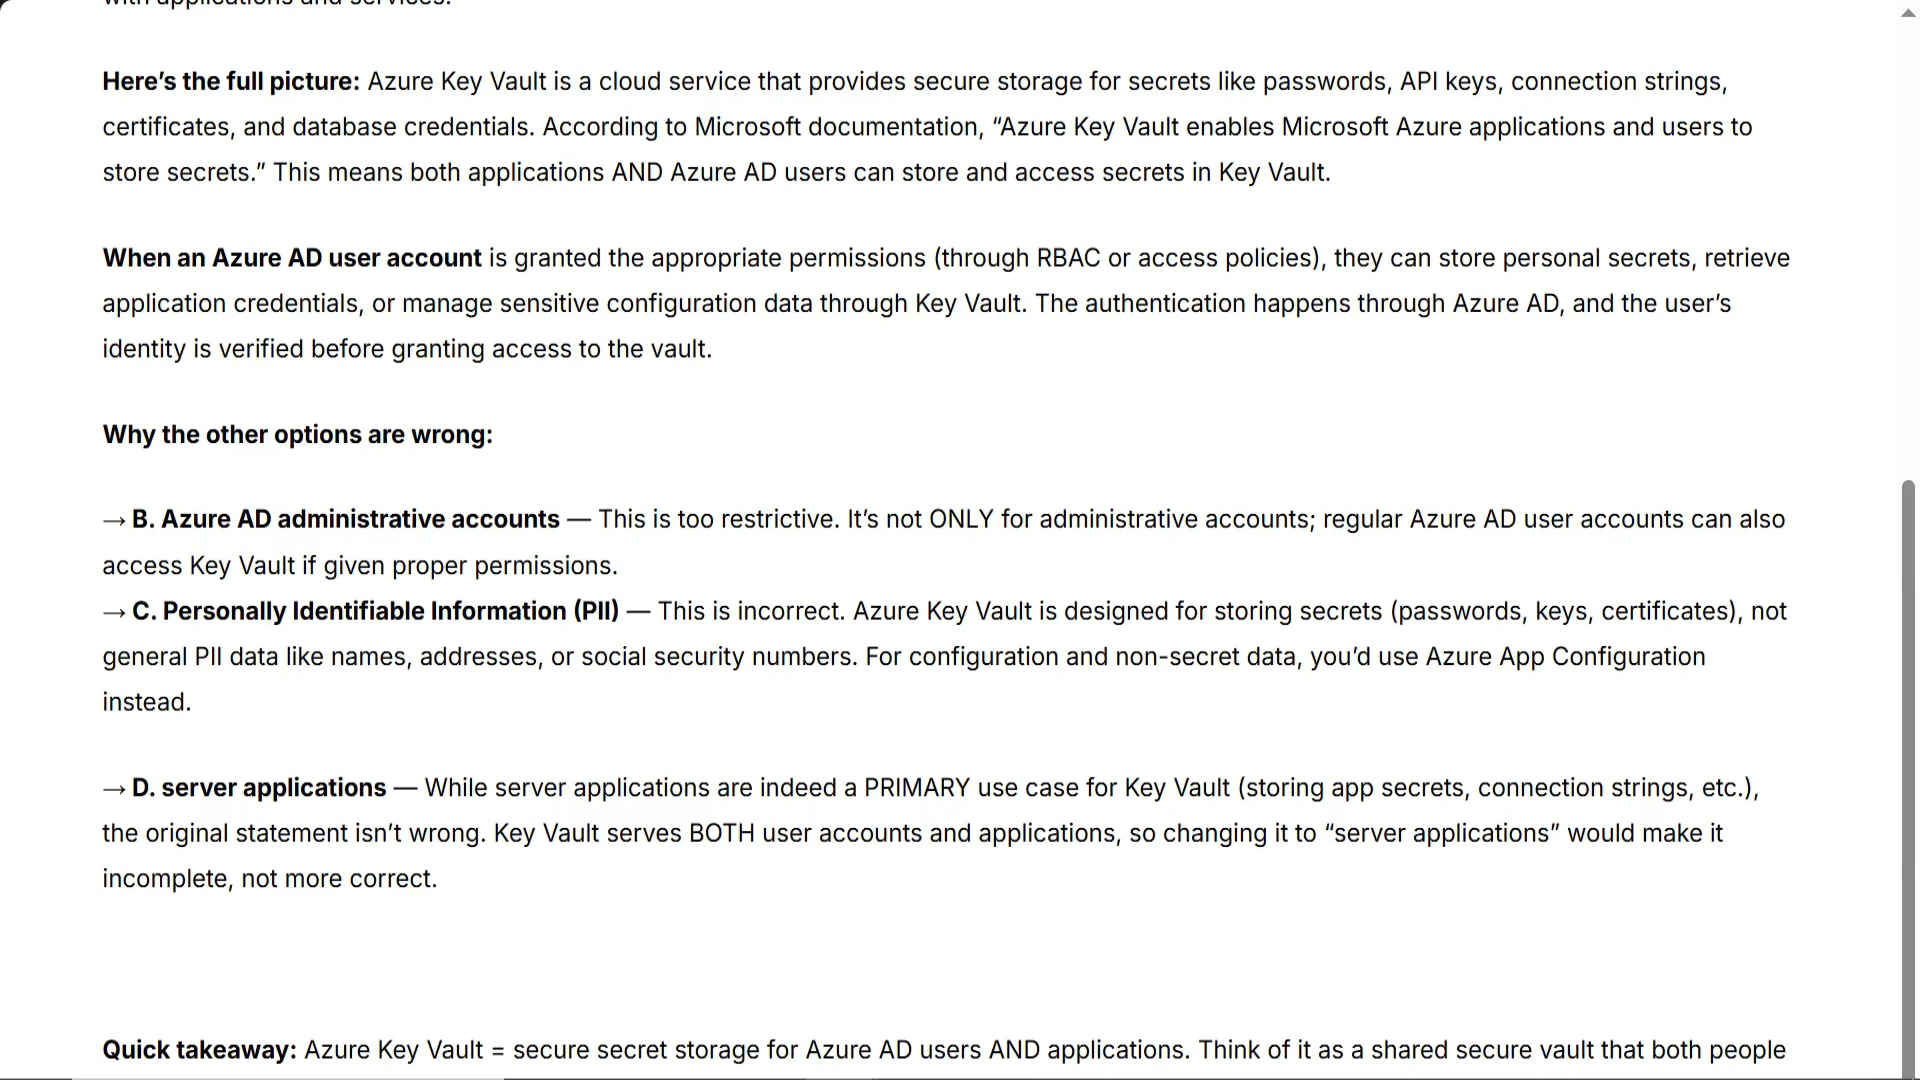 with applications and services.
Here’s the full picture: Azure Key Vault is a cloud service that provides secure storage for secrets like passwords, API keys, connection strings,
certificates, and database credentials. According to Microsoft documentation, “Azure Key Vault enables Microsoft Azure applications and users to
store secrets.” This means both applications AND Azure AD users can store and access secrets in Key Vault.
When an Azure AD user account is granted the appropriate permissions (through RBAC or access policies), they can store personal secrets, retrieve
application credentials, or manage sensitive configuration data through Key Vault. The authentication happens through Azure AD, and the user’s
identity is verified before granting access to the vault.
Why the other options are wrong:
→ B. Azure AD administrative accounts — This is too restrictive. It’s not ONLY for administrative accounts; regular Azure AD user accounts can also
access Key Vault if given proper permissions.
→ C. Personally Identifiable Information (PII) — This is incorrect. Azure Key Vault is designed for storing secrets (passwords, keys, certificates), not
general PII data like names, addresses, or social security numbers. For configuration and non-secret data, you’d use Azure App Configuration
instead.
→ D. server applications — While server applications are indeed a PRIMARY use case for Key Vault (storing app secrets, connection strings, etc.),
the original statement isn’t wrong. Key Vault serves BOTH user accounts and applications, so changing it to “server applications” would make it
incomplete, not more correct.
Quick takeaway: Azure Key Vault = secure secret storage for Azure AD users AND applications. Think of it as a shared secure vault that both people